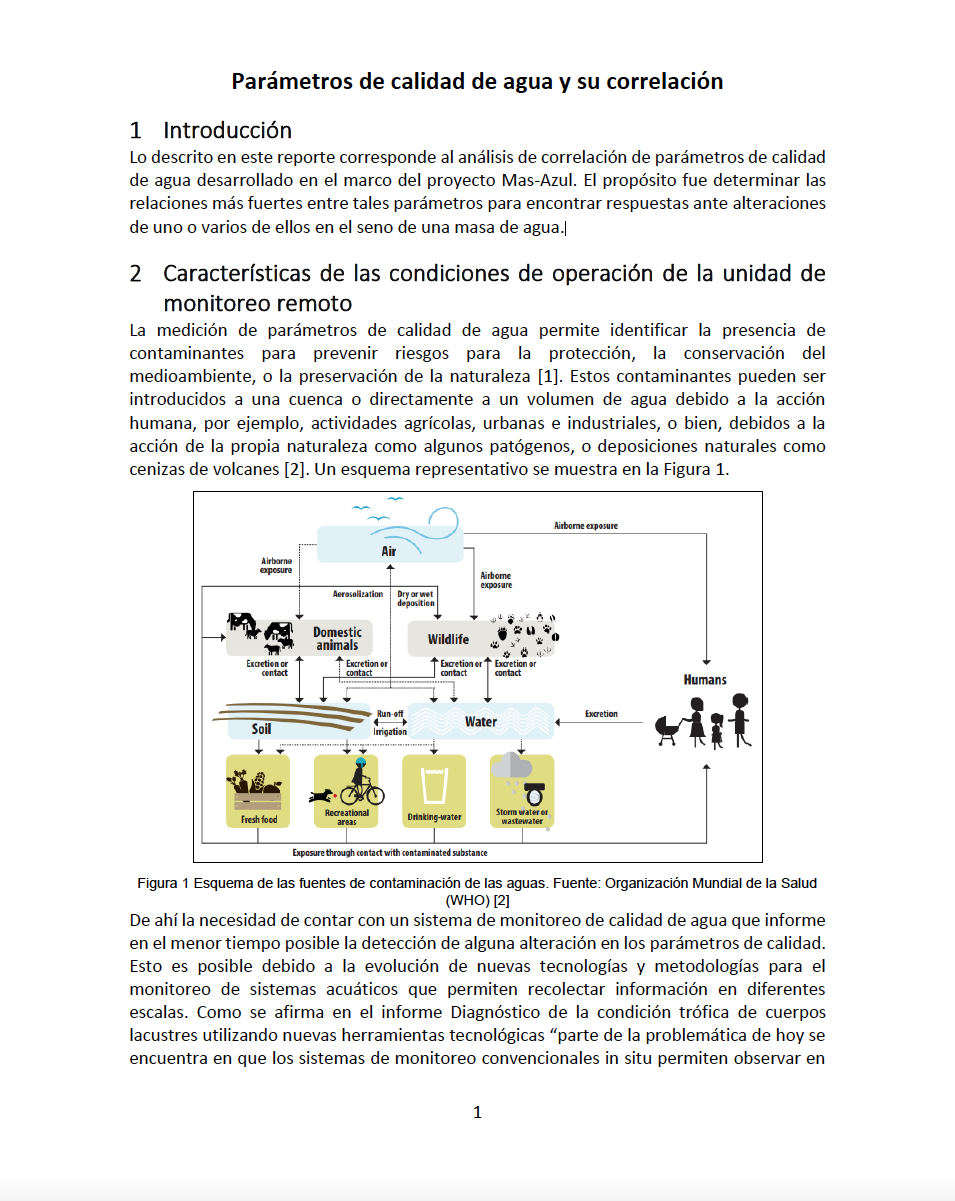 Parámetros de calidad de agua y su correlación
1 Introducción
Lo descrito en este reporte corresponde al análisis de correlación de parámetros de calidad
de agua desarrollado en el marco del proyecto Mas-Azul. El propósito fue determinar las
relaciones más fuertes entre tales parámetros para encontrar respuestas ante alteraciones
de uno o varios de ellos en el seno de una masa de agua.
2 Características de las condiciones de operación de la unidad de
monitoreo remoto
La medición de parámetros de calidad de agua permite identificar la presencia de
contaminantes para prevenir riesgos para la protección, la conservación del
medioambiente, o la preservación de la naturaleza [1]. Estos contaminantes pueden ser
introducidos a una cuenca o directamente a un volumen de agua debido a la acción
humana, por ejemplo, actividades agrícolas, urbanas e industriales, o bien, debidos a la
acción de la propia naturaleza como algunos patógenos, o deposiciones naturales como
cenizas de volcanes [2]. Un esquema representativo se muestra en la Figura 1.
Airborne exposure
Air
Airborne
exposure
Airborne
exposure
Aerosolization
Dry or wet
deposition
Domestic
animals
Wildlife
Excretion or
contact
Excretion or
contact
Excretion or
contact
Excretion or
contact
Humans
Soil
Run-off
Irrigation
Water
Excretion
Fresh food
Recreational
areas
Drinking-water
Storm water or
wastewater
Exposure through contact with contaminated substance
Figura 1 Esquema de las fuentes de contaminación de las aguas. Fuente: Organización Mundial de la Salud
(WHO) [2]
De ahí la necesidad de contar con un sistema de monitoreo de calidad de agua que informe
en el menor tiempo posible la detección de alguna alteración en los parámetros de calidad.
Esto es posible debido a la evolución de nuevas tecnologías y metodologías para el
monitoreo de sistemas acuáticos que permiten recolectar información en diferentes
escalas. Como se afirma en el informe Diagnóstico de la condición trófica de cuerpos
lacustres utilizando nuevas herramientas tecnológicas “parte de la problemática de hoy se
encuentra en que los sistemas de monitoreo convencionales in situ permiten observar en
1